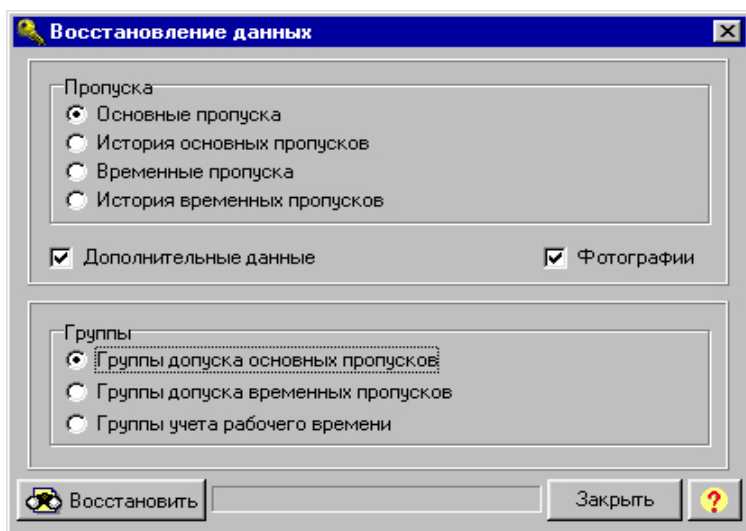 Восстановление данных
Пропуска
Основные пропуска
История основных пропусков
Временные пропуска
История временных пропусков
Дополнительные данные
Фотографии
Группы
Группы допуска основных пропусков
Группы допуска временных пропусков
Группы учета рабочего времени
Восстановить
Закрыть
?